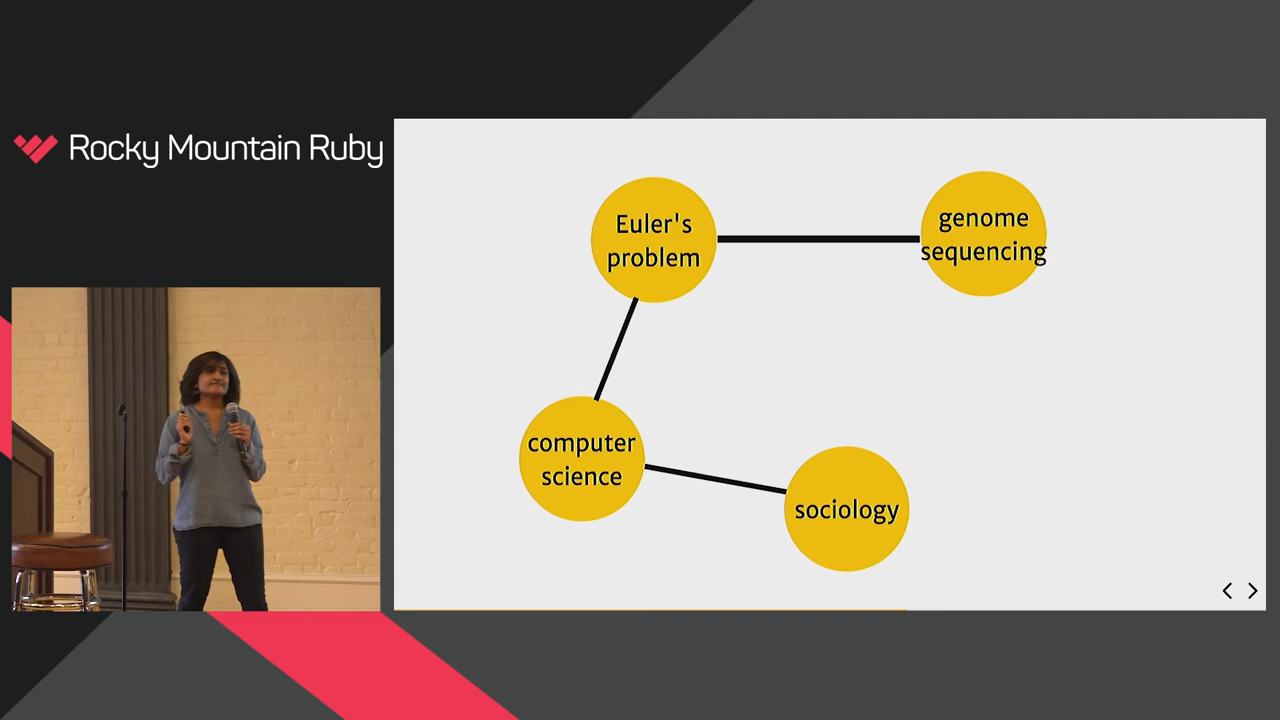 Rocky Mountain Ruby
Euler's
problem
genome
sequencing
computer
science
sociology